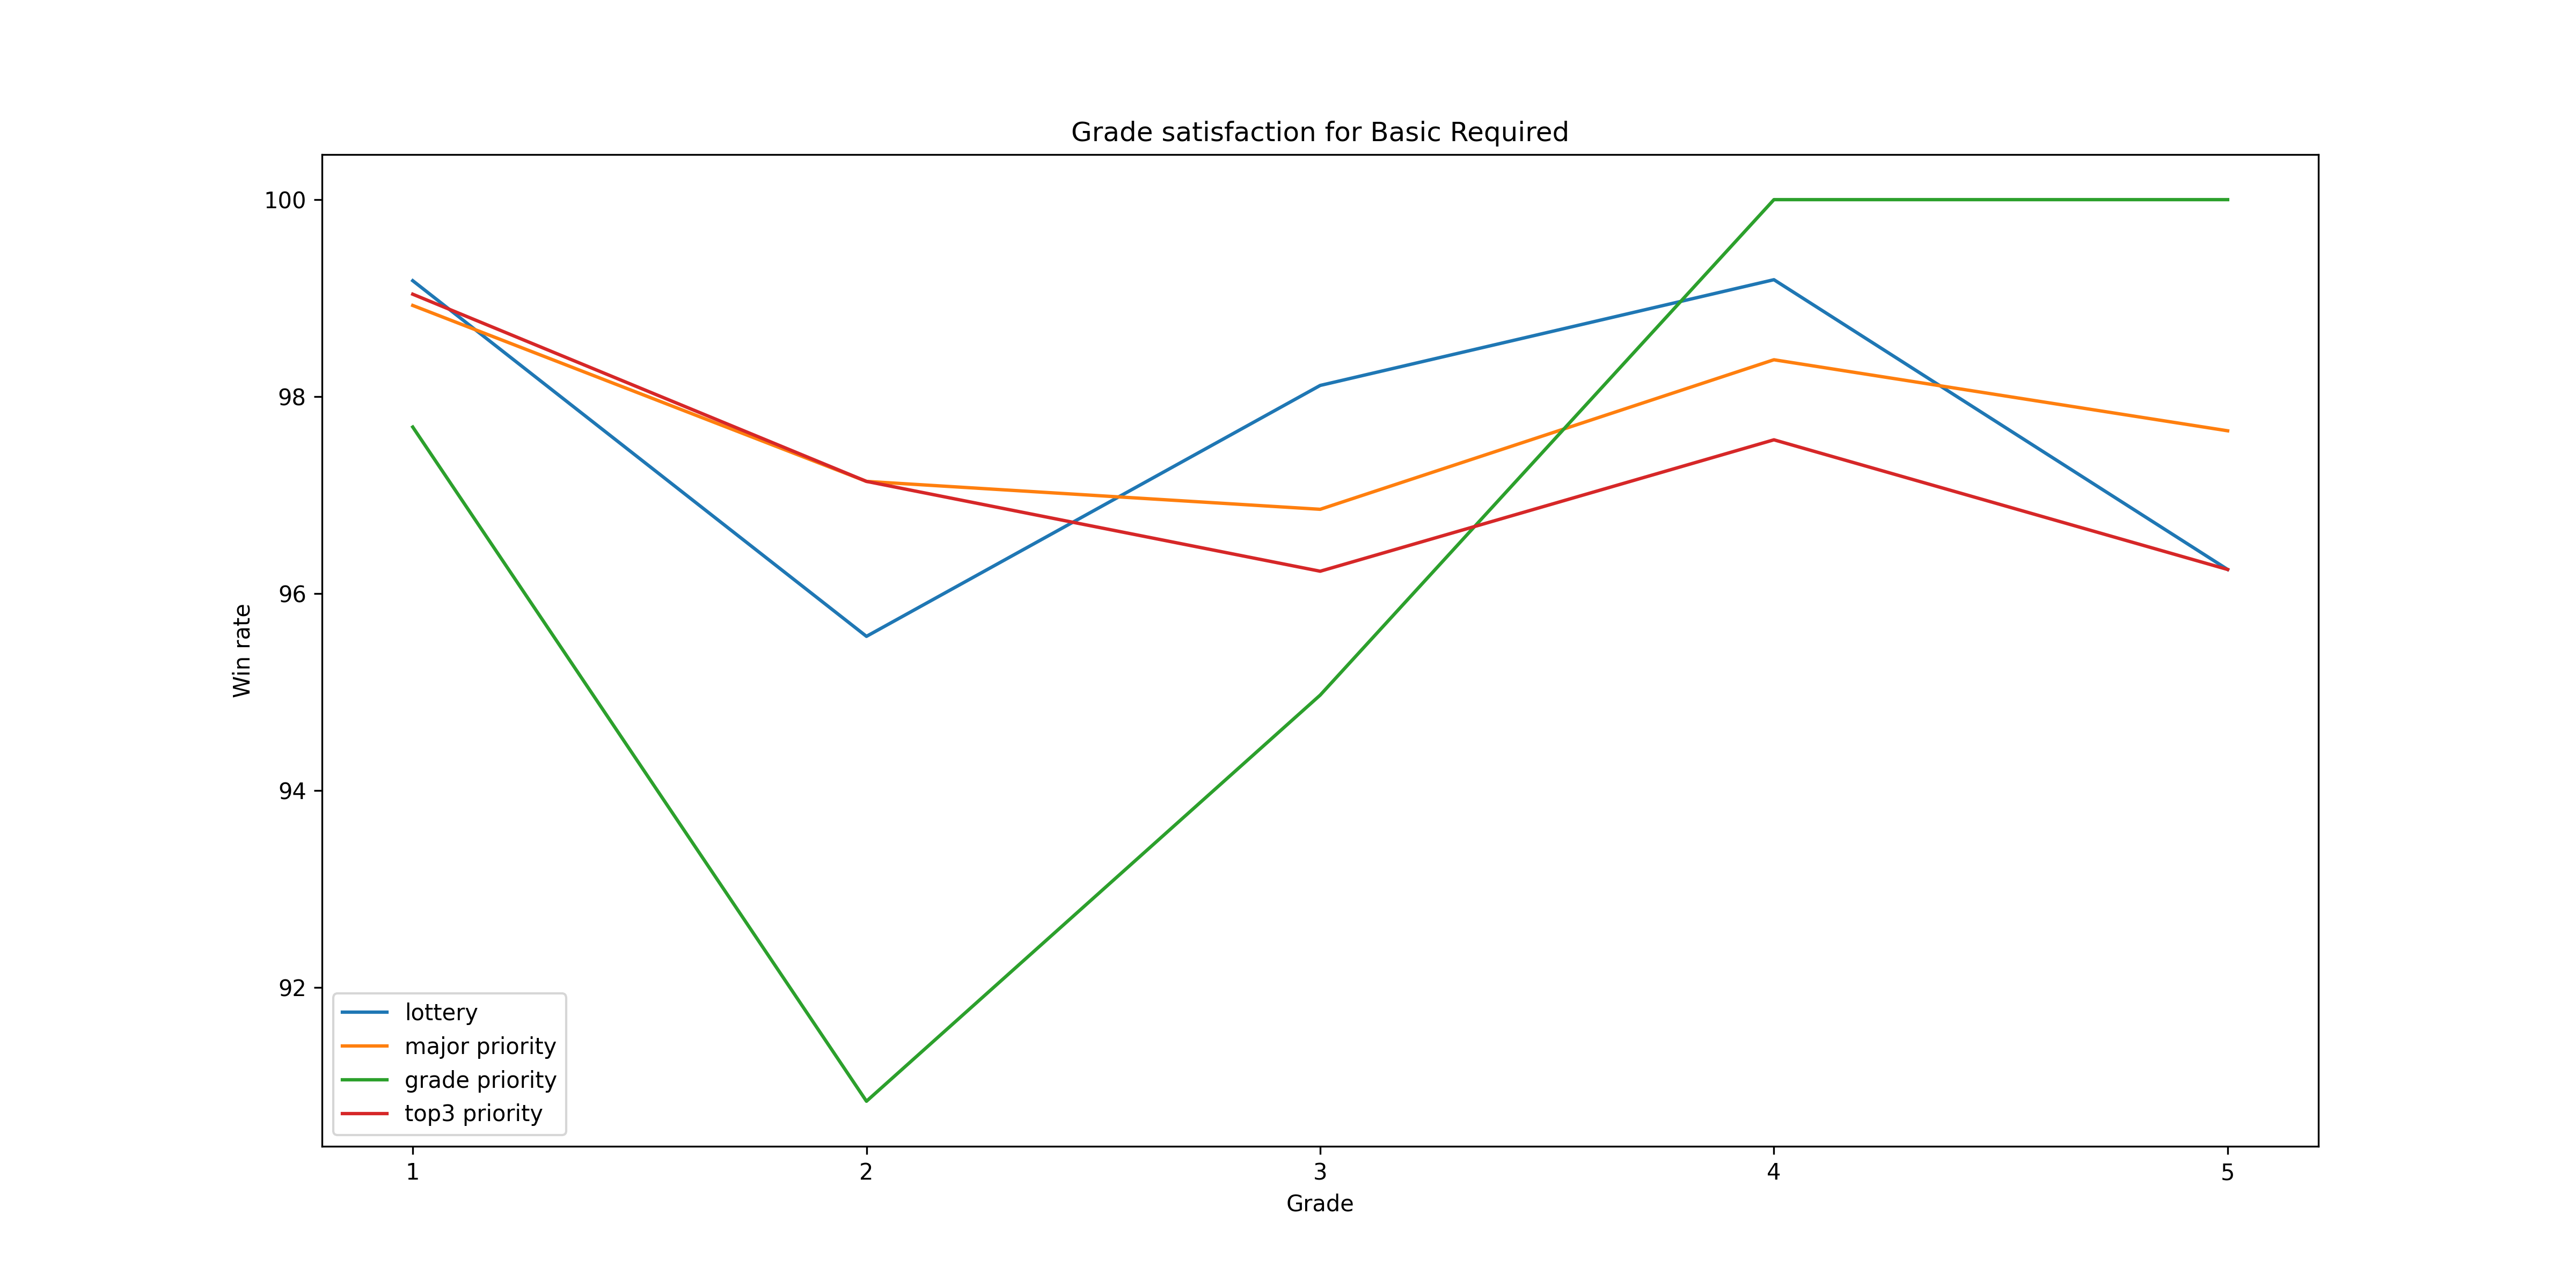 Grade satisfaction for Basic Required
100
98
96
94
92
Win rate
lottery
major priority
grade priority
top3 priority
1 2 3 4 5
Grade